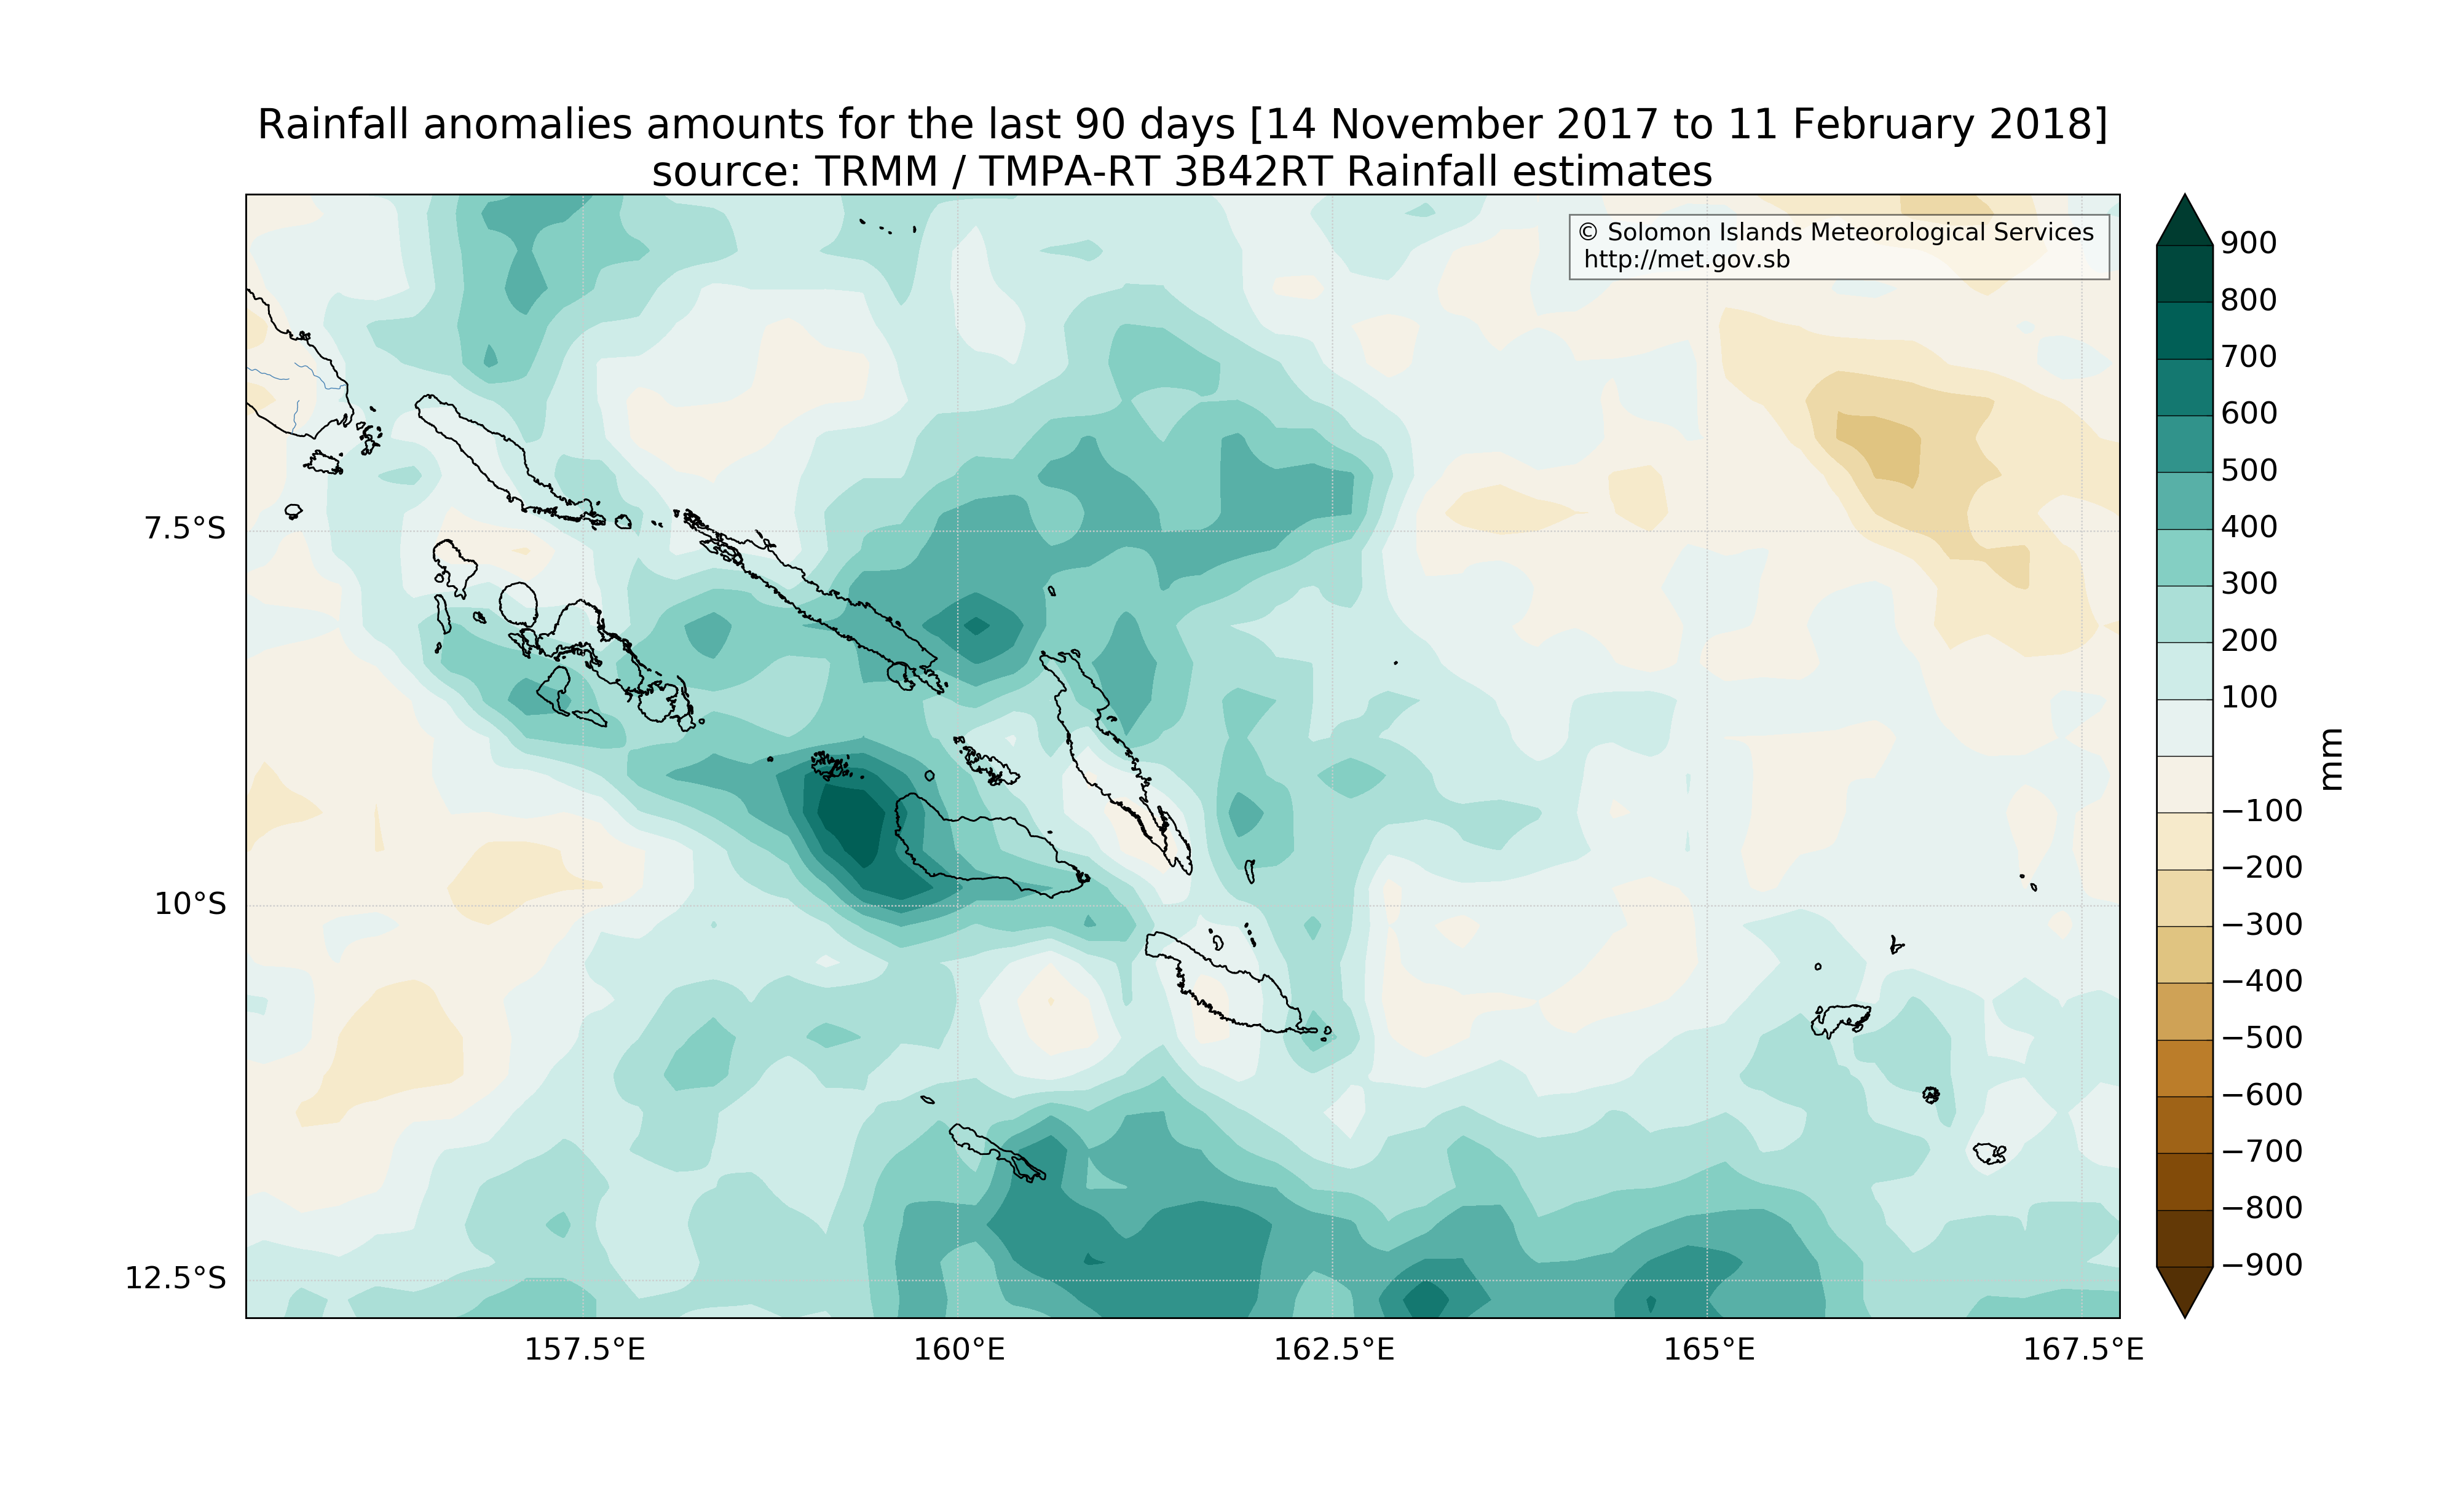 Rainfall anomalies amounts for the last 90 days [14 November 2017 to 11 February 2018]
source: TRMM / TMPA-RT 3B42RT Rainfall estimates
© Solomon Islands Meteorological Services
http://met.gov.sb
7.5°S
10°S
12.5°S
157.5°E
160°E
162.5°E
165°E
167.5°E
900
800
700
600
500
400
300
200
100
−100
−200
−300
−400
−500
−600
−700
−800
−900
mm